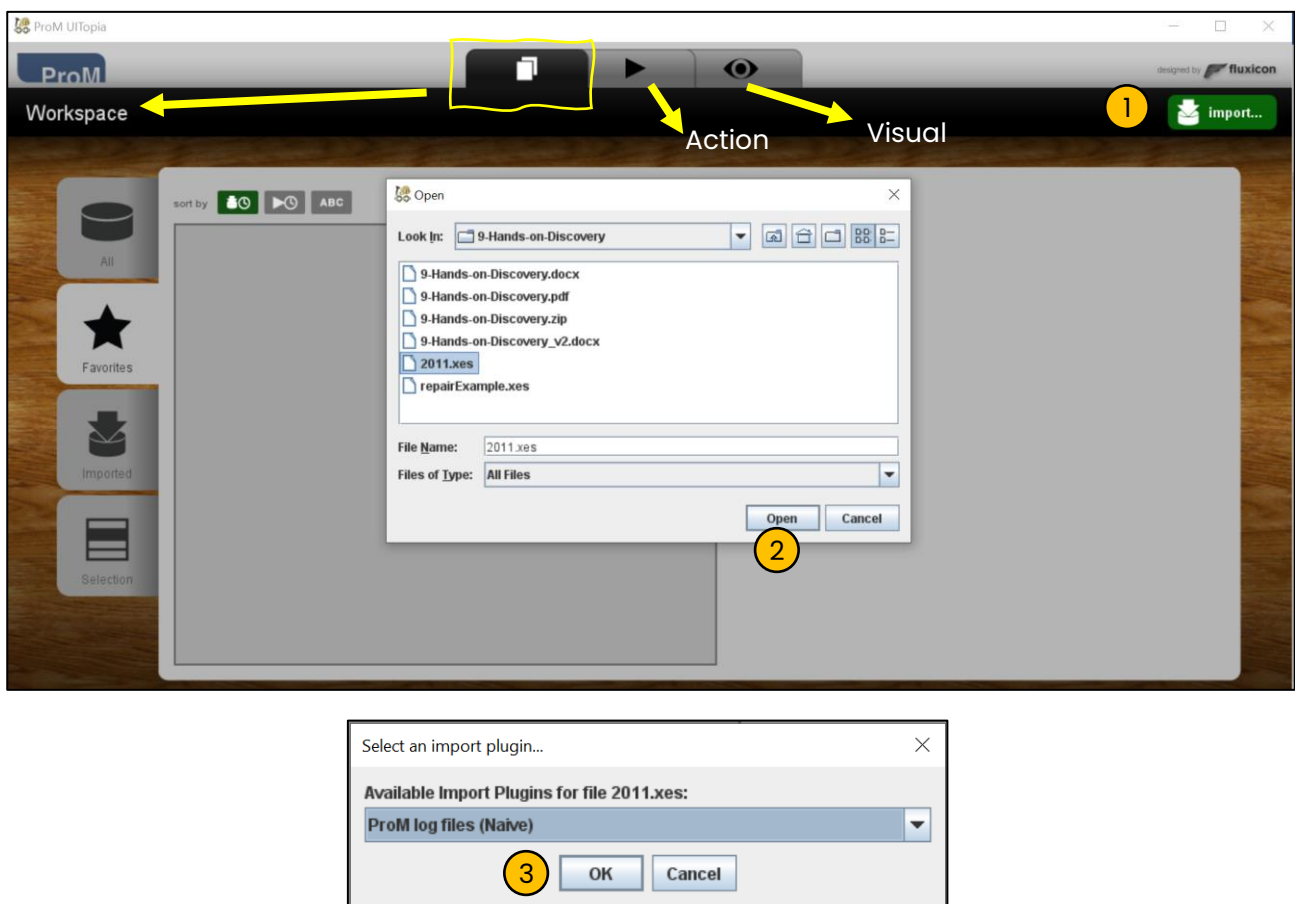 ProM UITopia
ProM
designed by fluxicon
Workspace
1
import...
Action
Visual
sort by
ABC
All
Favorites
Imported
Selection
Open
Look In:
9-Hands-on-Discovery
9-Hands-on-Discovery.docx
9-Hands-on-Discovery.pdf
9-Hands-on-Discovery.zip
9-Hands-on-Discovery_v2.docx
2011.xes
repairExample.xes
File Name:
2011.xes
Files of Type:
All Files
Open
Cancel
2
Select an import plugin...
Available Import Plugins for file 2011.xes:
ProM log files (Naive)
3
OK
Cancel